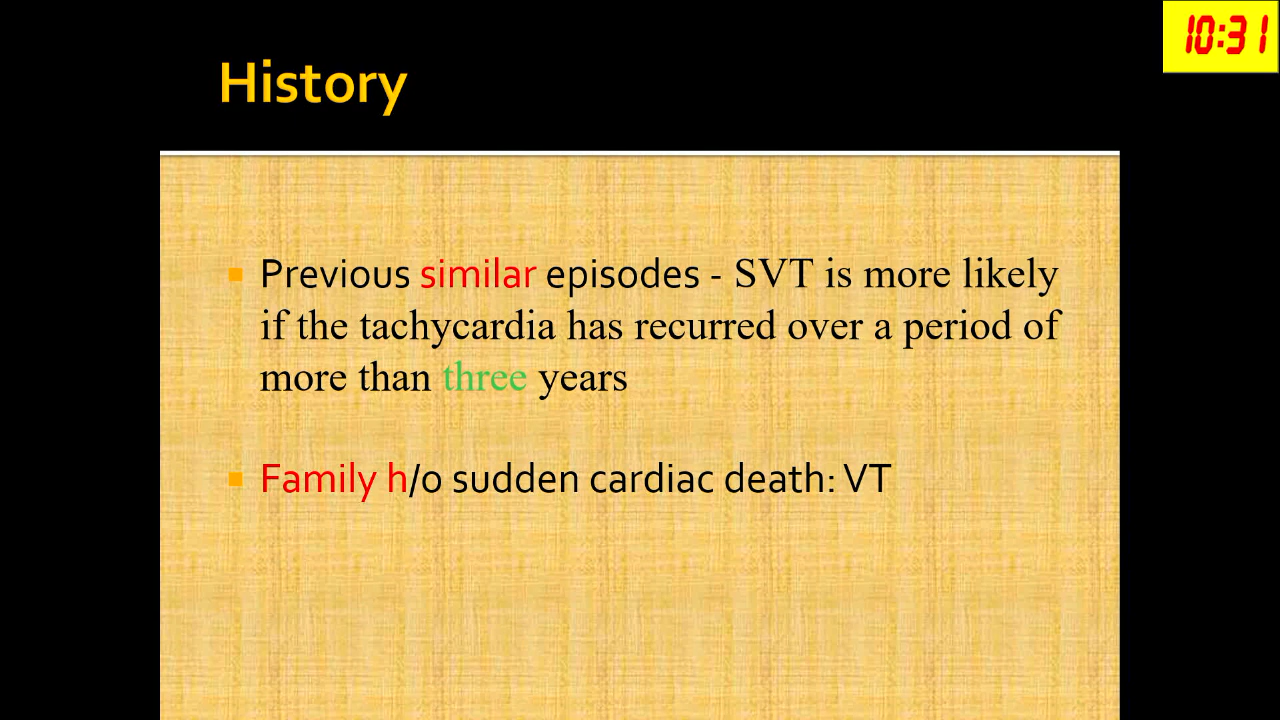 10:31
History
Previous similar episodes - SVT is more likely
if the tachycardia has recurred over a period of
more than three years
Family h/o sudden cardiac death: VT